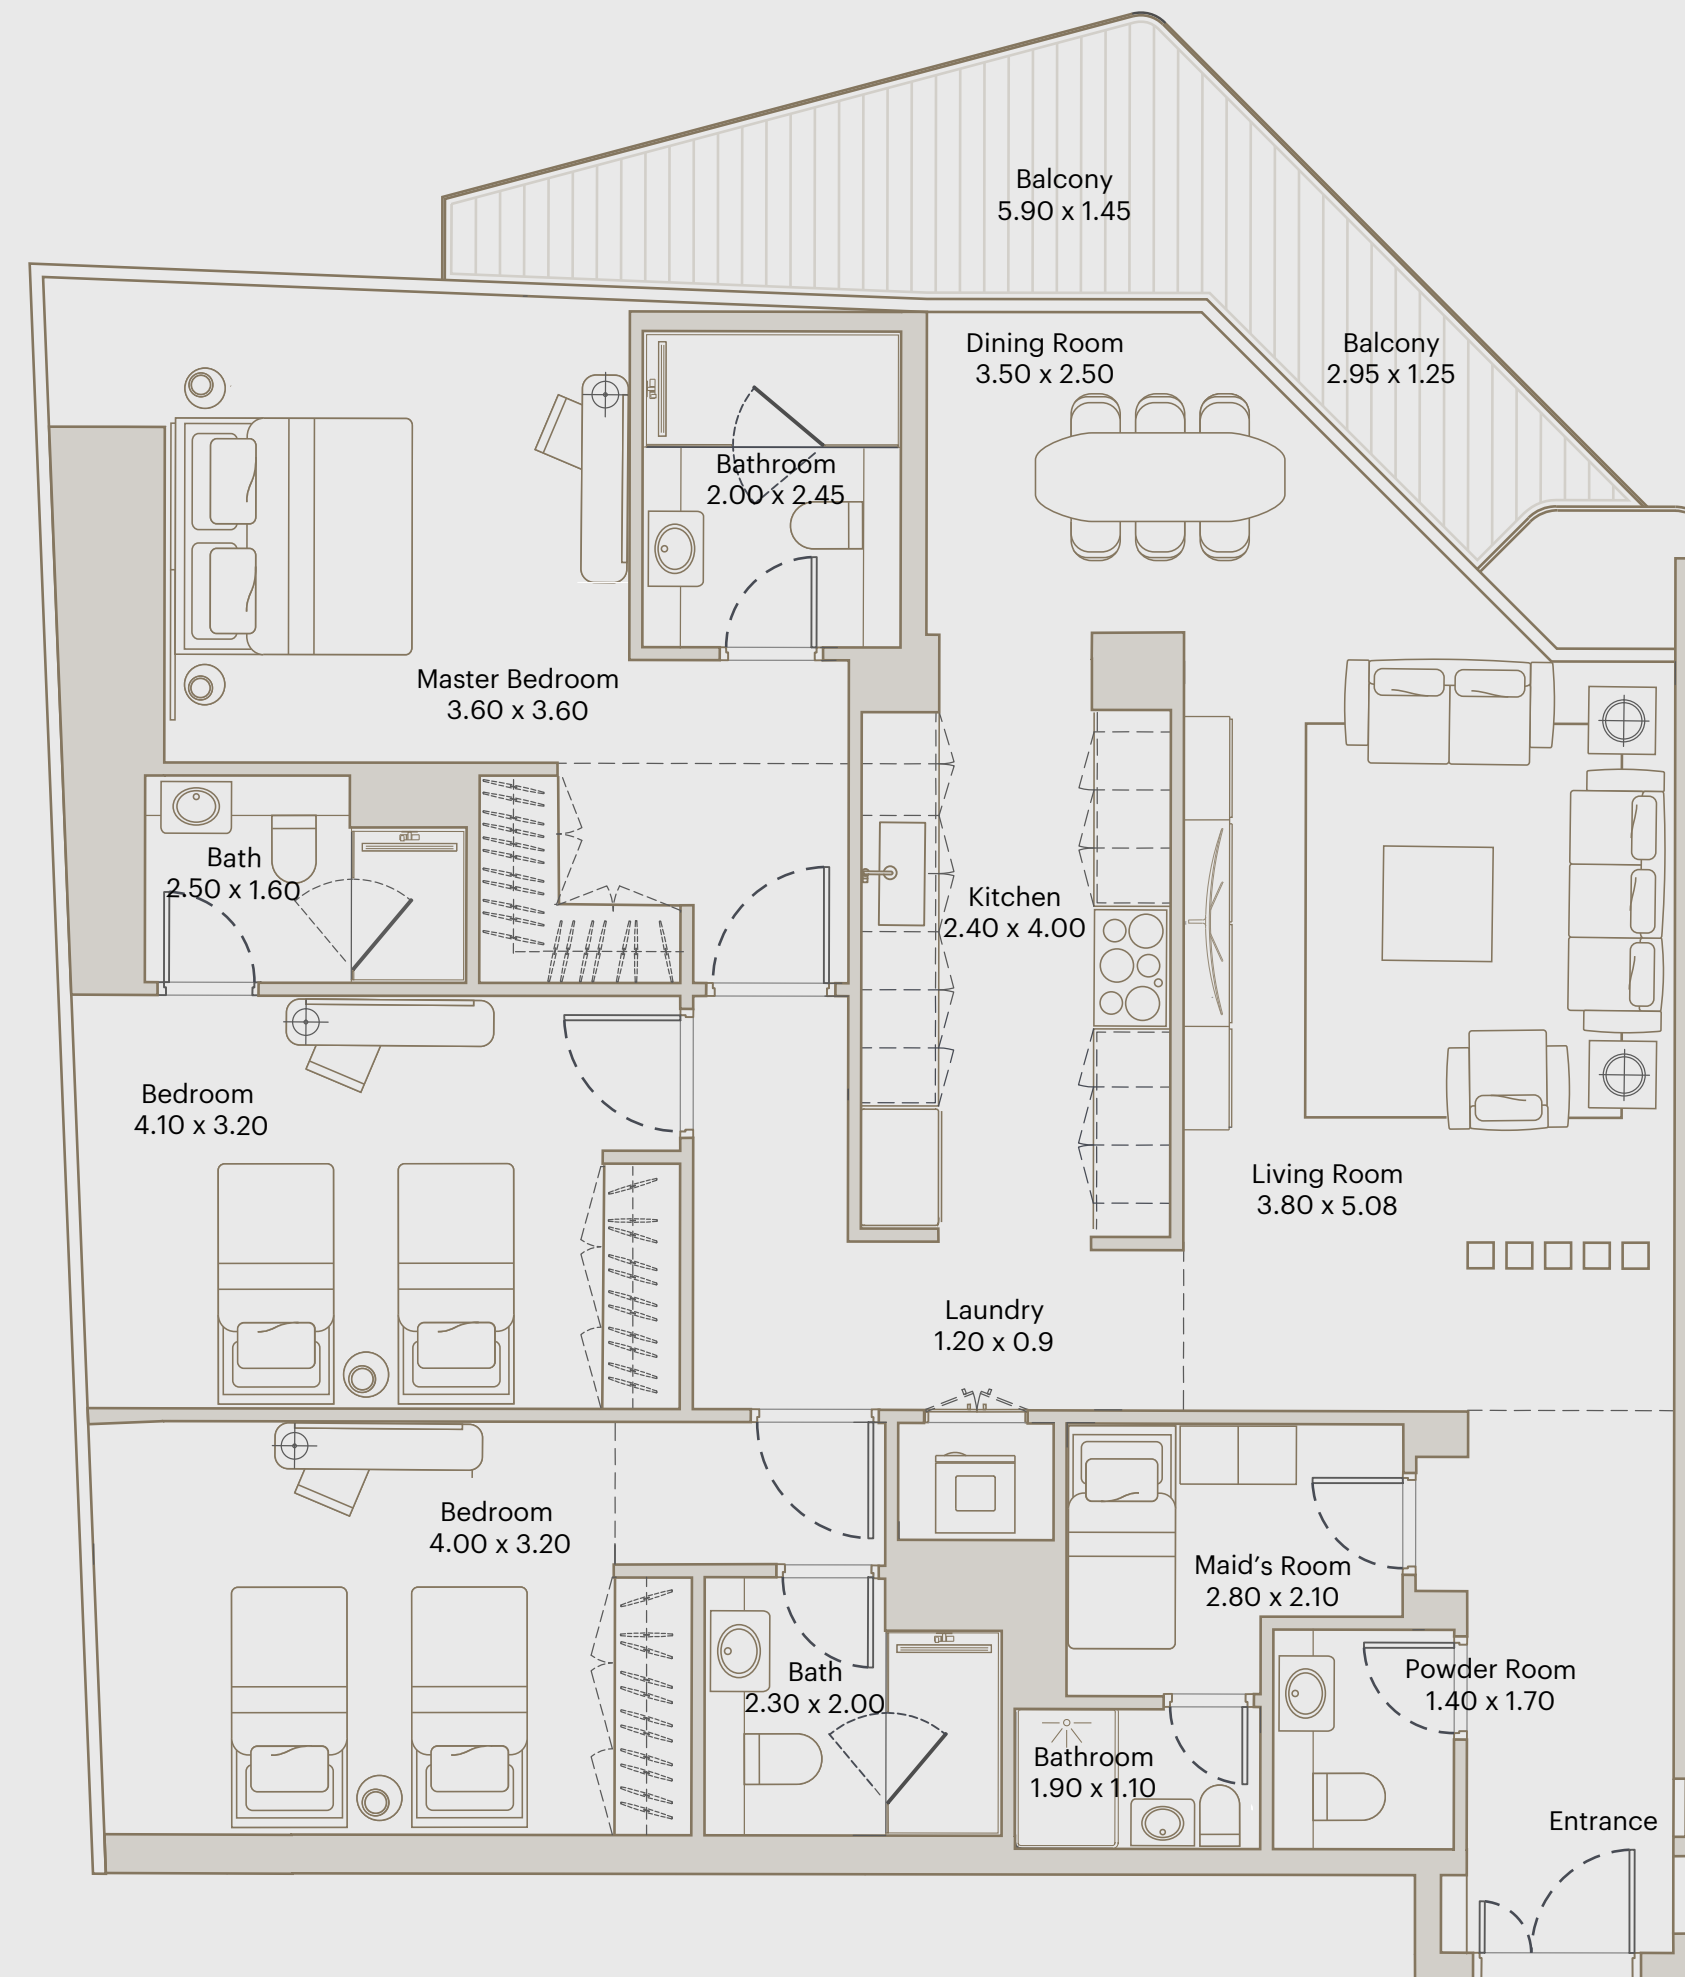 Balcony
5.90 x 1.45
Dining Room
3.50 x 2.50
Balcony
2.95 x 1.25
Bathroom
2.00 x 2.45
Master Bedroom
3.60 x 3.60
Bath
2.50 x 1.60
Kitchen
2.40 x 4.00
Bedroom
4.10 x 3.20
Living Room
3.80 x 5.08
Laundry
1.20 x 0.9
Bedroom
4.00 x 3.20
Maid's Room
2.80 x 2.10
Bath
2.30 x 2.00
Powder Room
1.40 x 1.70
Bathroom
1.90 x 1.10
Entrance